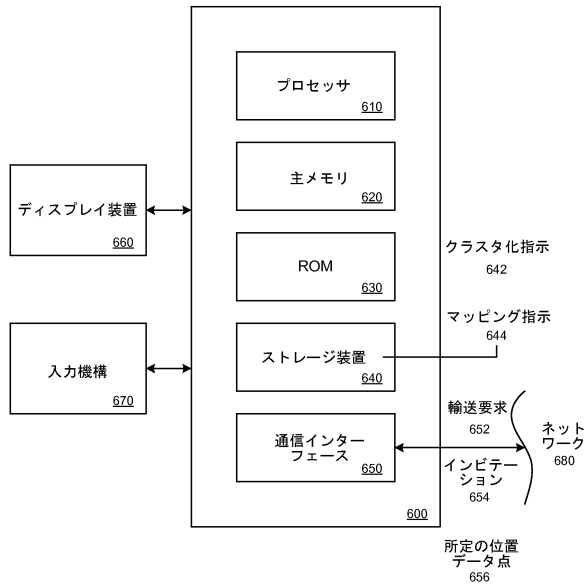 プロセッサ
610
主メモリ
620
ROM
630
ストレージ装置
640
通信インター
フェース
650
600
ディスプレイ装置
660
入力機構
670
クラスタ化指示
642
マッピング指示
644
輸送要求
652
インビテー
ション
654
ネット
ワーク
680
所定の位置
データ点
656